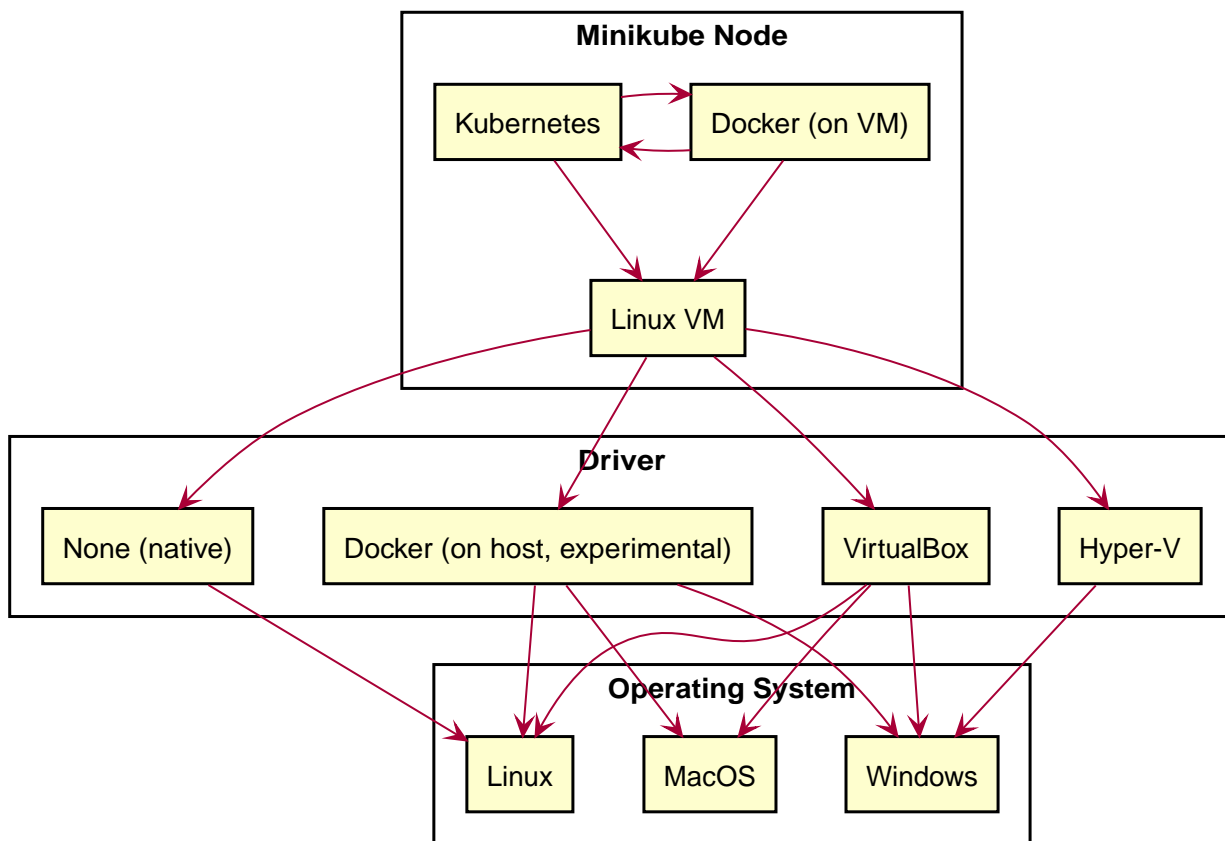 Minikube Node
Kubernetes
Docker (on VM)
Linux VM
Driver
None (native)
Docker (on host, experimental)
VirtualBox
Hyper-V
Operating System
Linux
MacOS
Windows